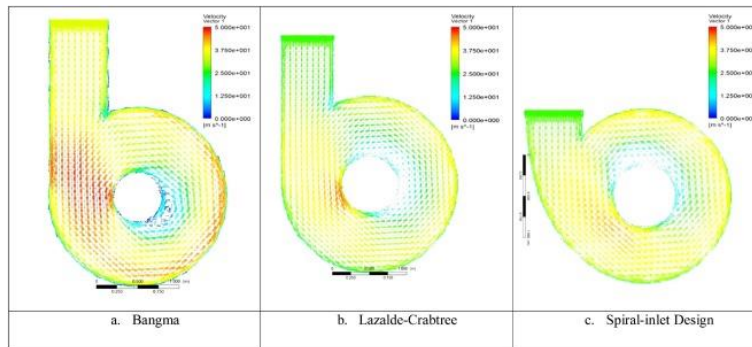 Velocity
Vector 1
5.000e+001
3.750e+001
2.500e+001
1.250e+001
0.000e+000
[m s^-1]
a. Bangma
Velocity
Vector 1
5.000e+001
3.750e+001
2.500e+001
1.250e+001
0.000e+000
[m s^-1]
b. Lazalde-Crabtree
Velocity
Vector 1
5.000e+001
3.750e+001
2.500e+001
1.250e+001
0.000e+000
[m s^-1]
c. Spiral-inlet Design